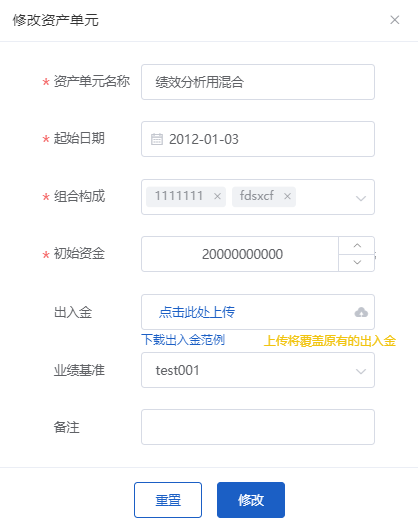 修改资产单元
* 资产单元名称 绩效分析用混合
* 起始日期 2012-01-03
* 组合构成 1111111 fdsxcf
* 初始资金 20000000000
出入金 点击此处上传
下载出入金范例 上传将覆盖原有的出入金
业绩基准 test001
备注
重置 修改